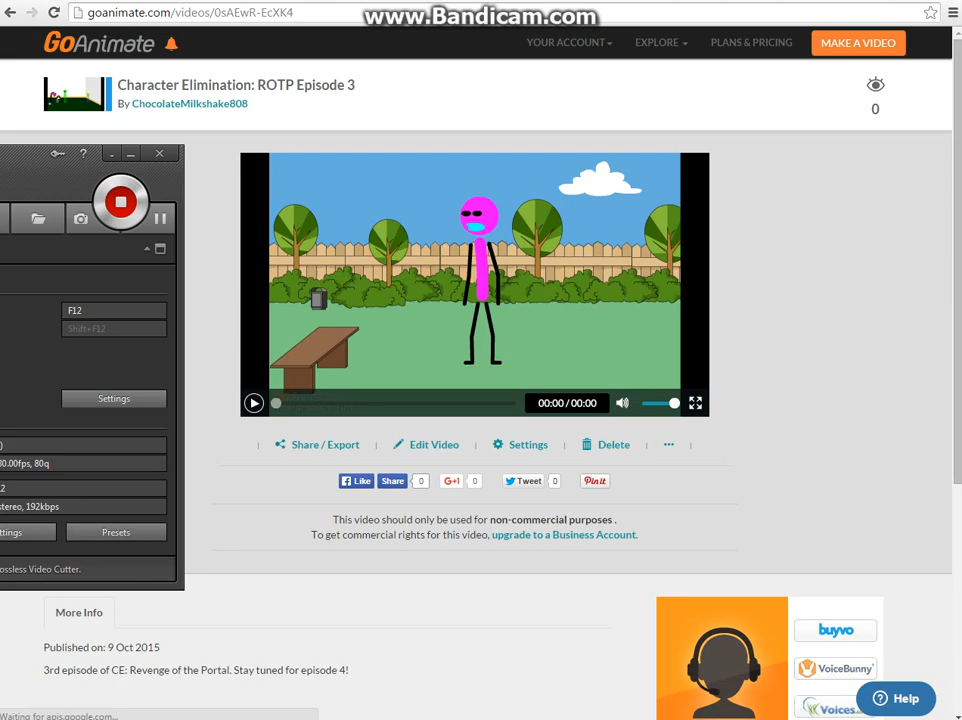 goanimate.com/videos/0sAEwR-EcXK4
www.Bandicam.com
GoAnimate
YOUR ACCOUNT
EXPLORE
PLANS & PRICING
MAKE A VIDEO
Character Elimination: ROTP Episode 3
By ChocolateMilkshake808
0
?
F12
Shift+F12
Settings
)
30.00fps, 80q
2
stereo, 192kbps
ttings
Presets
ossless Video Cutter.
00:00 / 00:00
Share / Export
Edit Video
Settings
Delete
Like
Share
0
G+1
0
Tweet
0
Pin it
This video should only be used for non-commercial purposes .
To get commercial rights for this video, upgrade to a Business Account.
More Info
Published on: 9 Oct 2015
3rd episode of CE: Revenge of the Portal. Stay tuned for episode 4!
buyvo
VoiceBunny
Voices
Help
Waiting for apis.google.com...